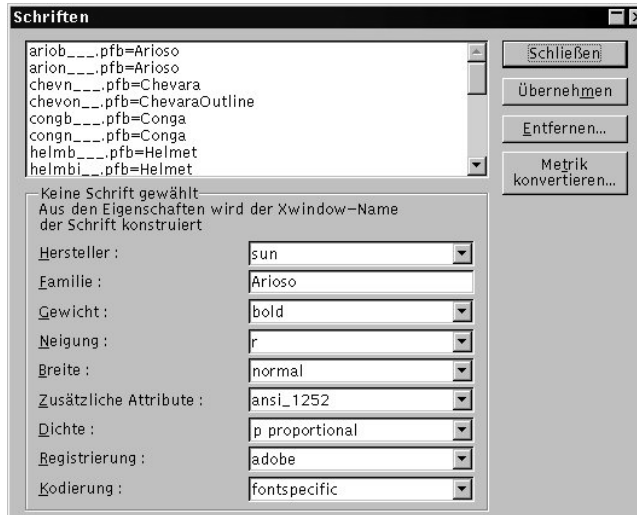 Schriften
ariob___.pfb=Arioso
arion___.pfb=Arioso
chevn___.pfb=Chevara
chevon__.pfb=ChevaraOutline
congb___.pfb=Conga
congn___.pfb=Conga
helmb___.pfb=Helmet
helmbi__.pfb=Helmet
Schließen
Übernehmen
Entfernen...
Metrik
konvertieren...
Keine Schrift gewählt
Aus den Eigenschaften wird der Xwindow-Name
der Schrift konstruiert
Hersteller : sun
Familie : Arioso
Gewicht : bold
Neigung : r
Breite : normal
Zusätzliche Attribute : ansi_1252
Dichte : p proportional
Registrierung : adobe
Kodierung : fontspecific